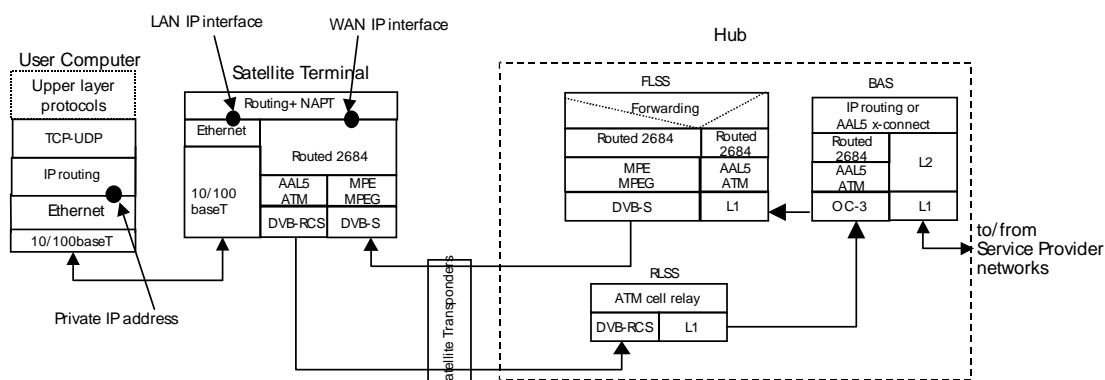 LAN IP interface
WAN IP interface
Hub
User Computer
Upper layer
protocols
TCP-UDP
IP routing
Ethernet
10/100baseT
Private IP address
Satellite Terminal
Routing+ NAPT
Ethernet
10/100
baseT
Routed 2684
AAL5
ATM
MPE
MPEG
DVB-RCS
DVB-S
Satellite Transponders
FLSS
Forwarding
Routed 2684
Routed
2684
MPE
MPEG
AAL5
ATM
DVB-S
L1
BAS
IP routing or
AAL5 x-connect
Routed
2684
AAL5
ATM
L2
OC-3
L1
RLSS
ATM cell relay
DVB-RCS
L1
to/from
Service Provider
networks